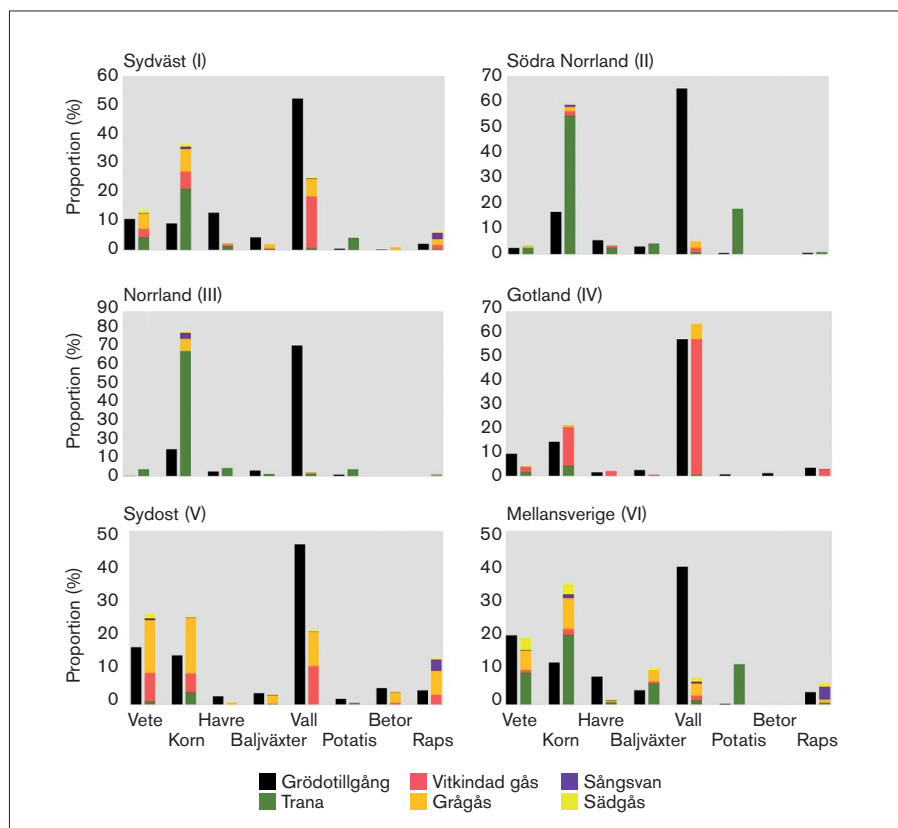 Sydväst (I)
60
50
40
30
20
10
0
Proportion (%)
Södra Norrland (II)
70
60
50
40
30
20
10
0
Norrland (III)
90
80
70
60
50
40
30
20
10
0
Proportion (%)
Gotland (IV)
70
60
50
40
30
20
10
0
Sydost (V)
50
40
30
20
10
0
Proportion (%)
Vete
Korn
Havre
Baljväxter
Vall
Potatis
Betor
Raps
Mellansverige (VI)
50
40
30
20
10
0
Vete
Korn
Havre
Baljväxter
Vall
Potatis
Betor
Raps
Grödotillgång
Vitkindad gås
Sångsvan
Trana
Grågås
Sädgås